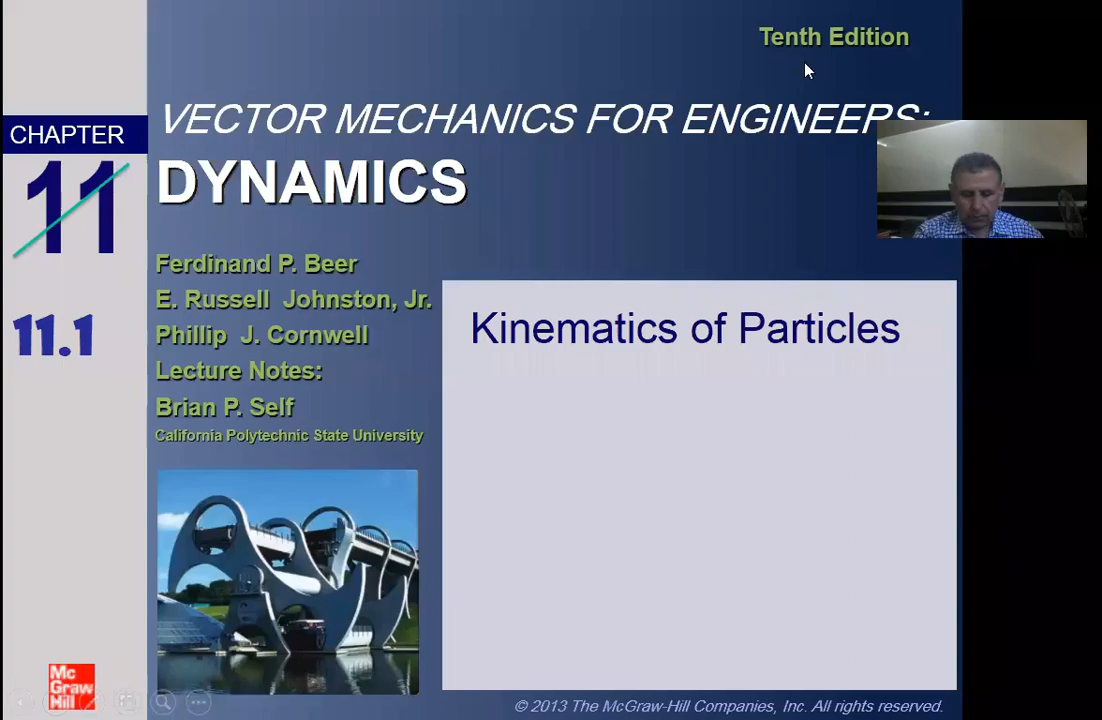 Tenth Edition
VECTOR MECHANICS FOR ENGINEERS:
DYNAMICS
CHAPTER
11
11.1
Ferdinand P. Beer
E. Russell Johnston, Jr.
Phillip J. Cornwell
Lecture Notes:
Brian P. Self
California Polytechnic State University
Kinematics of Particles
Mc
Graw
Hill
© 2013 The McGraw-Hill Companies, Inc. All rights reserved.